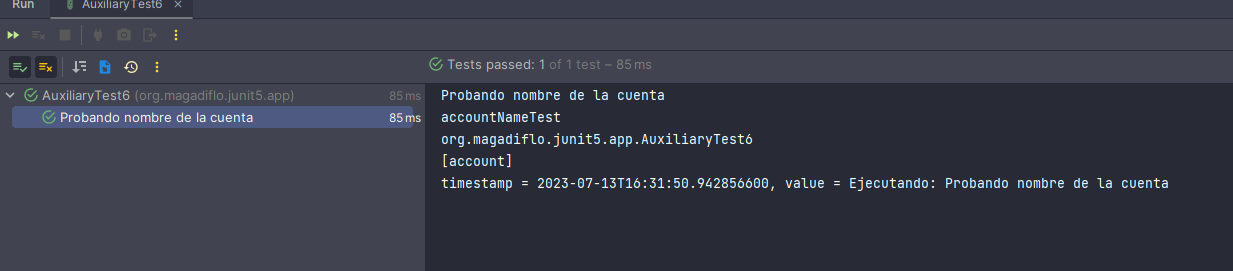 Run AuxiliaryTest6 ×
Tests passed: 1 of 1 test – 85 ms
AuxiliaryTest6 (org.magadiflo.junit5.app) 85 ms
Probando nombre de la cuenta 85 ms
Probando nombre de la cuenta
accountNameTest
org.magadiflo.junit5.app.AuxiliaryTest6
[account]
timestamp = 2023-07-13T16:31:50.942856600, value = Ejecutando: Probando nombre de la cuenta